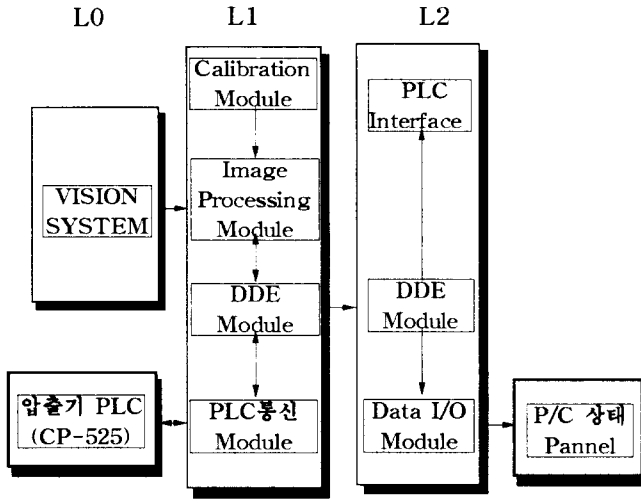 L0
L1
L2
VISION
SYSTEM
압출기 PLC
(CP-525)
Calibration
Module
Image
Processing
Module
DDE
Module
PLC통신
Module
PLC
Interface
DDE
Module
Data I/O
Module
P/C 상태
Pannel